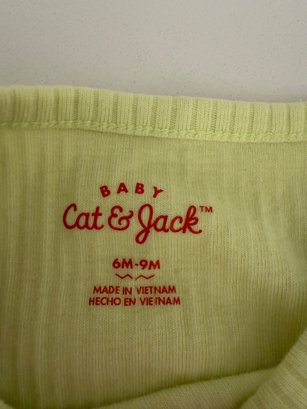 BABY
Cat & Jack™
6M-9M
MADE IN VIETNAM
HECHO EN VIETNAM